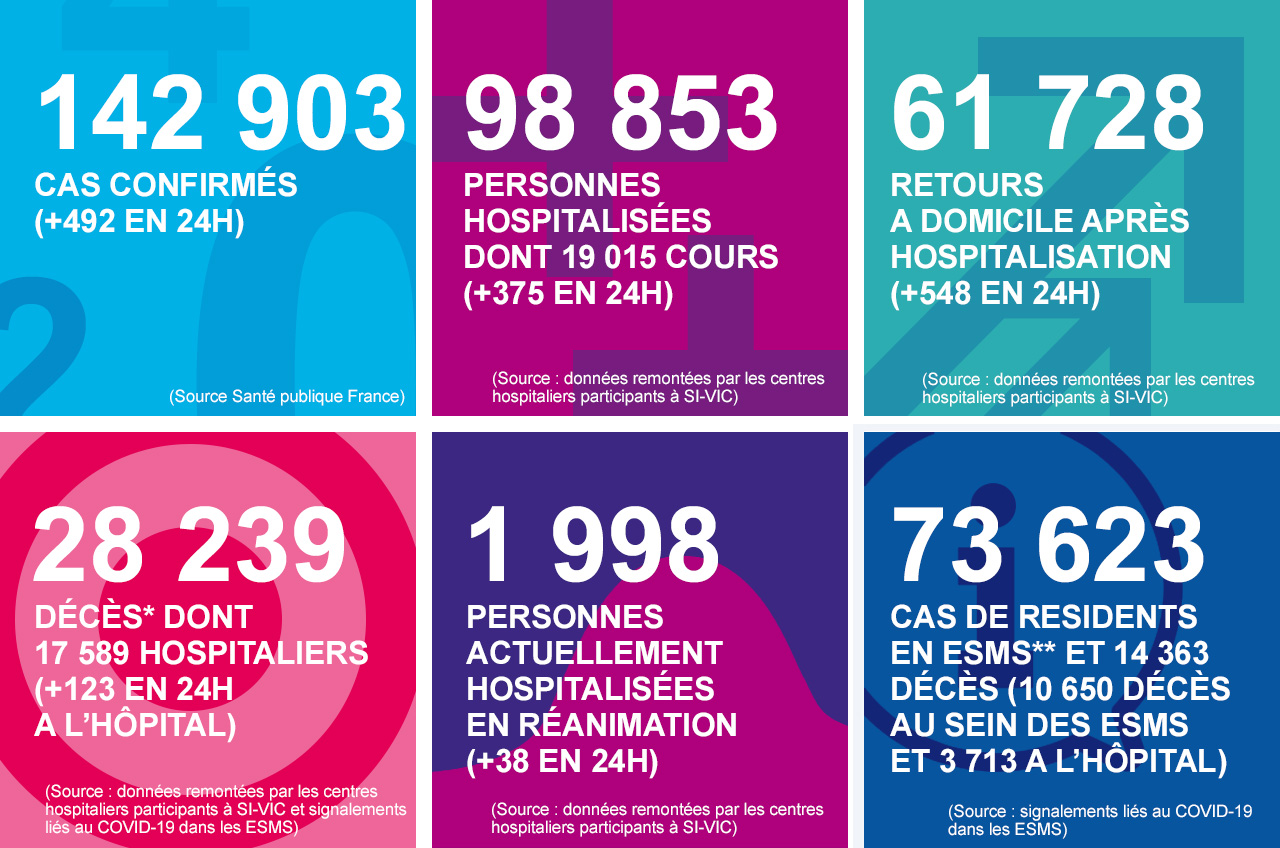 142 903
CAS CONFIRMÉS
(+492 EN 24H)
(Source Santé publique France)
98 853
PERSONNES
HOSPITALISÉES
DONT 19 015 COURS
(+375 EN 24H)
(Source : données remontées par les centres
hospitaliers participants à SI-VIC)
61 728
RETOURS
A DOMICILE APRÈS
HOSPITALISATION
(+548 EN 24H)
(Source : données remontées par les centres
hospitaliers participants à SI-VIC)
28 239
DÉCÈS* DONT
17 589 HOSPITALIERS
(+123 EN 24H
A L’HÔPITAL)
(Source : données remontées par les centres
hospitaliers participants à SI-VIC et signalements
liés au COVID-19 dans les ESMS)
1 998
PERSONNES
ACTUELLEMENT
HOSPITALISÉES
EN RÉANIMATION
(+38 EN 24H)
(Source : données remontées par les centres
hospitaliers participants à SI-VIC)
73 623
CAS DE RESIDENTS
EN ESMS** ET 14 363
DÉCÈS (10 650 DÉCÈS
AU SEIN DES ESMS
ET 3 713 A L’HÔPITAL)
(Source : signalements liés au COVID-19
dans les ESMS)